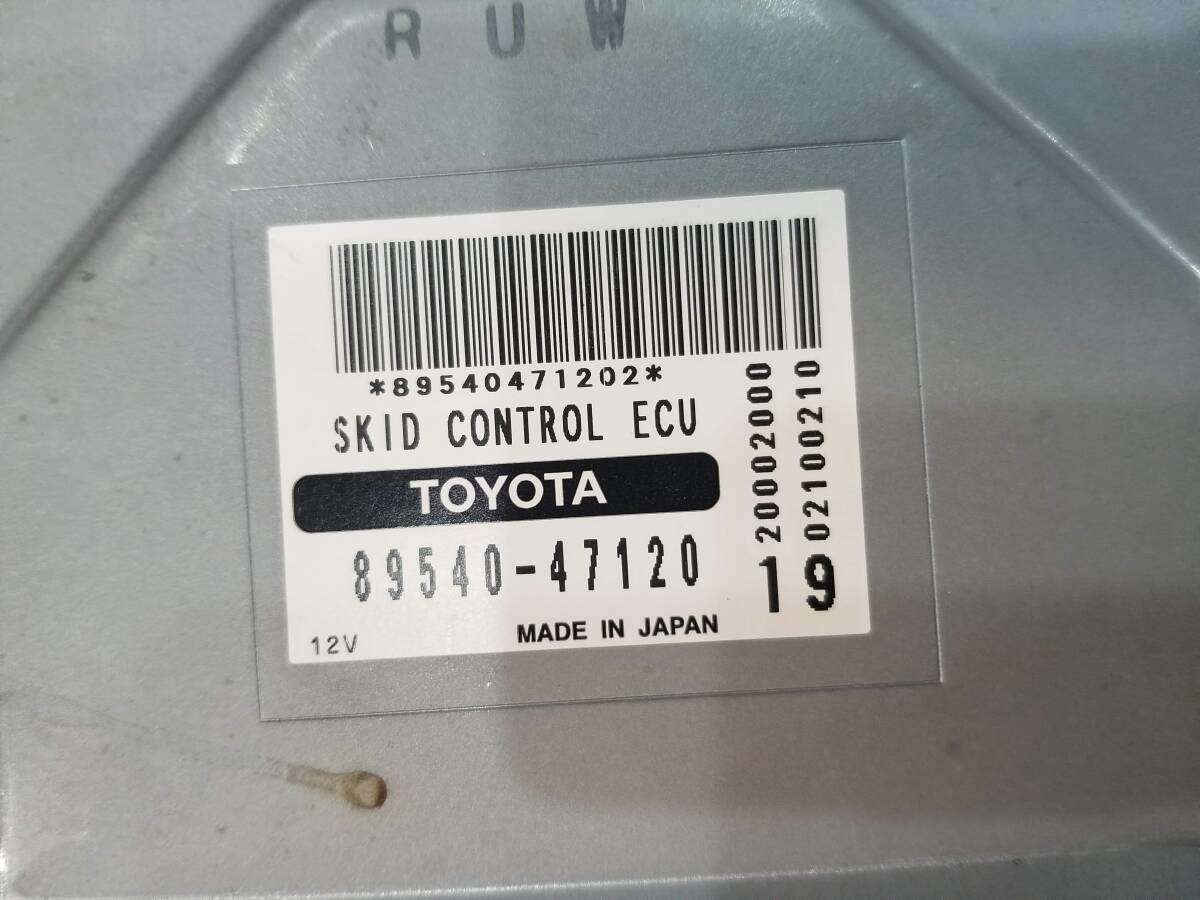 RUW
*89540471202*
SKID CONTROL ECU
TOYOTA
89540-47120
12V
MADE IN JAPAN
20002000
02100210
19